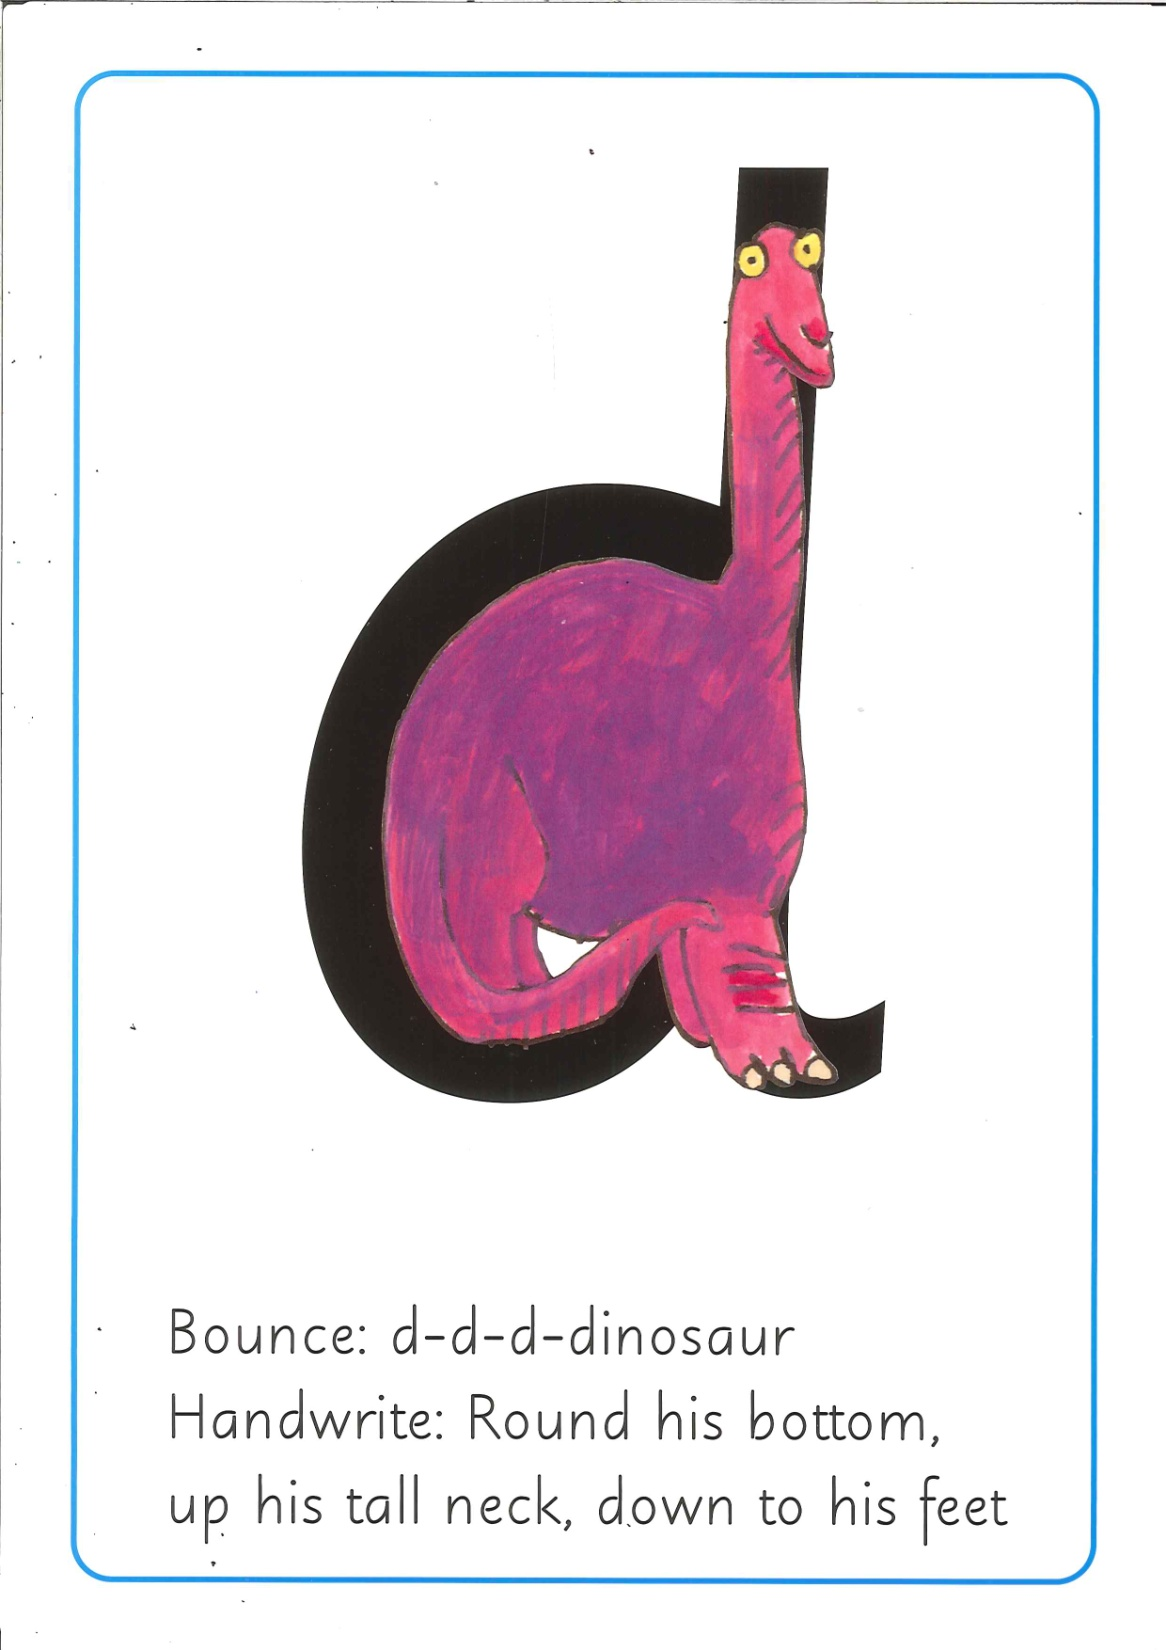 d
Bounce: d-d-d-dinosaur
Handwrite: Round his bottom,
up his tall neck, down to his feet